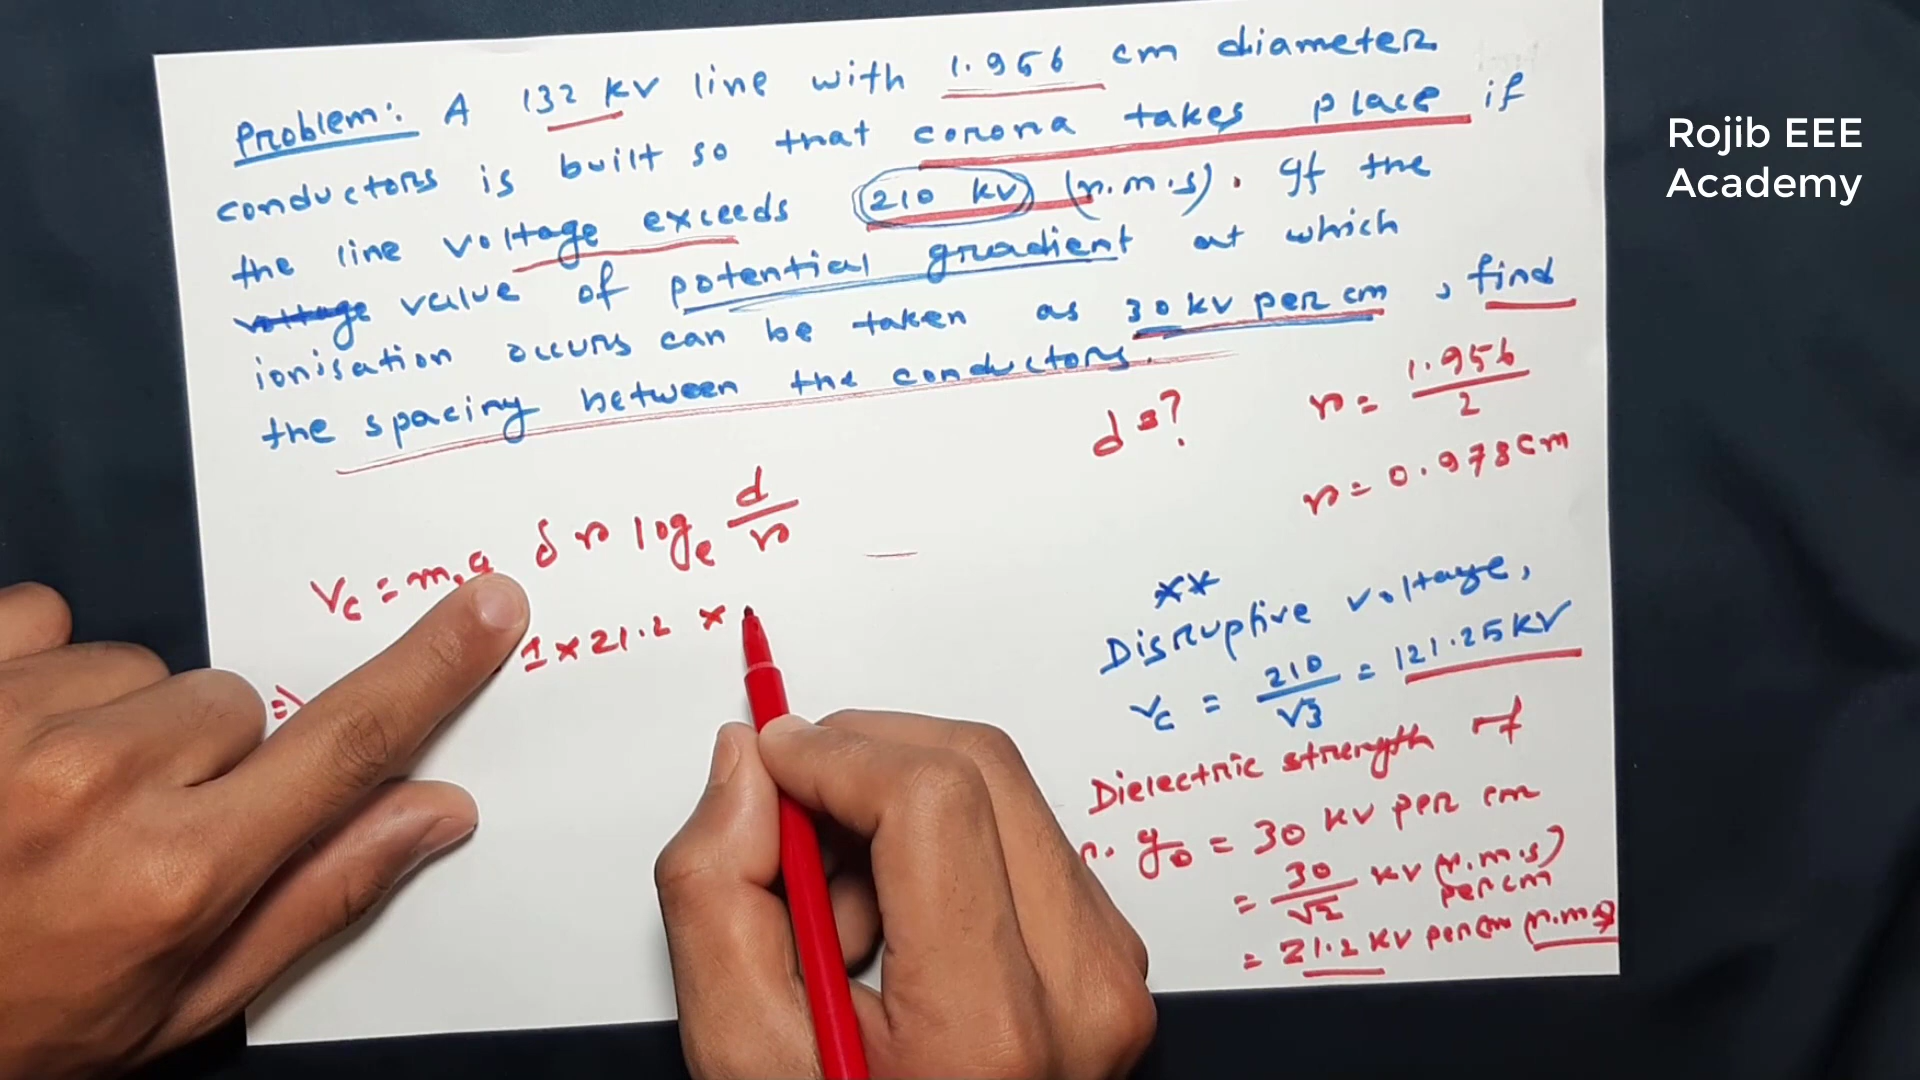 Problem: A 132 kV line with 1.956 cm diameter
conductors is built so that corona takes place if
the line voltage exceeds 210 kV (r.m.s). If the
value of potential gradient at which
ionisation occurs can be taken as 30 kV per cm, find
the spacing between the conductors.
d = ?
r = 1.956/2
r = 0.978 cm
Vc = m. g δ r loge d/r
1 × 21.2 ×
**
Disruptive voltage,
Vc = 210/√3 = 121.25 KV
Dielectric strength of
g0 = 30 kV per cm
= 30/√2 kV (r.m.s) per cm
= 21.2 kV per cm r.m.s
Rojib EEE
Academy